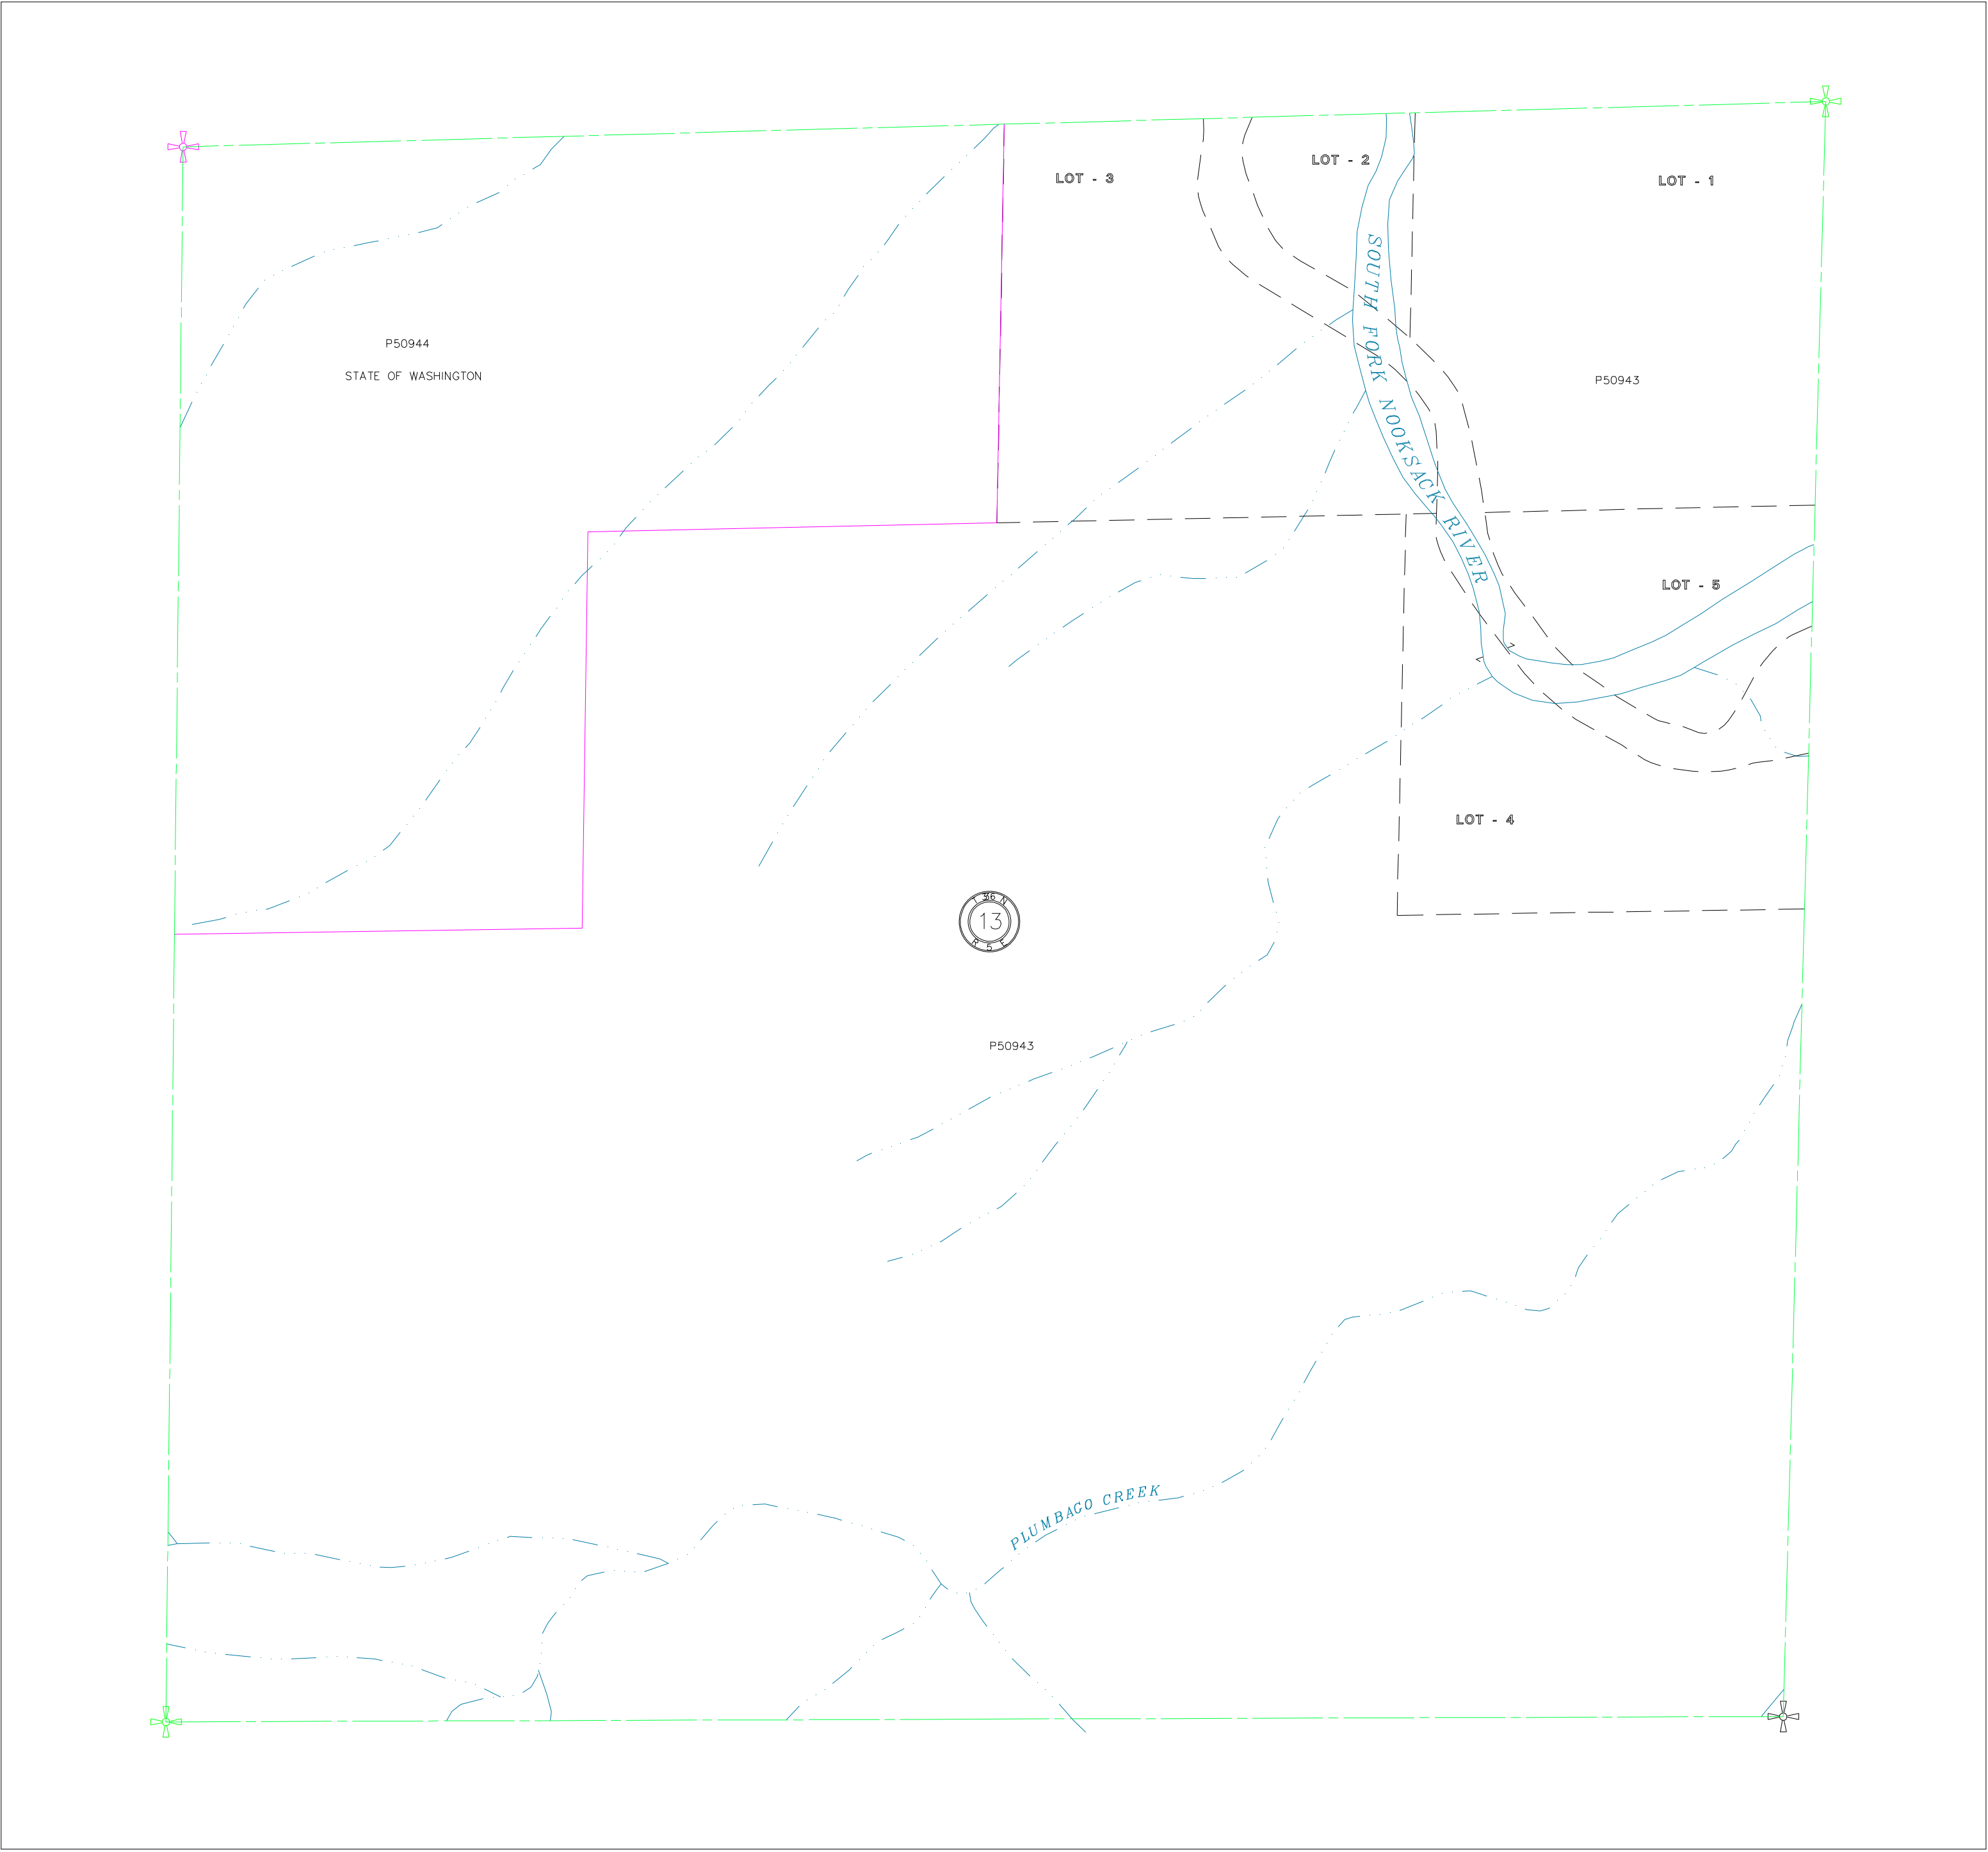 LOT - 2
LOT - 3
LOT - 1
P50944
STATE OF WASHINGTON
P50943
SOUTH FORK NOOKSACK RIVER
LOT - 5
LOT - 4
T 36 N
13
R 5 E
P50943
PLUMBAGO CREEK